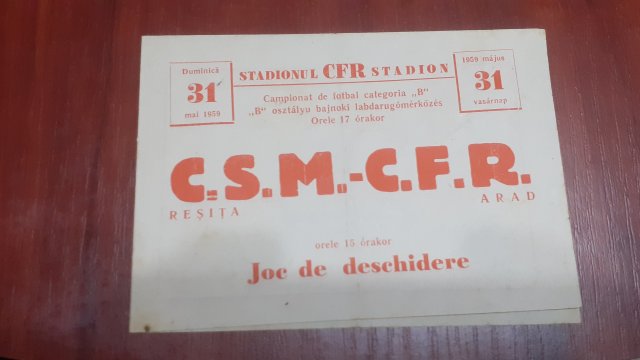 Duminică
31
mai 1959
STADIONUL CFR STADION
1959 május
31
vasárnap
Campionat de fotbal categoria „B"
„B" osztályu bajnoki labdarugómérkőzés
Orele 17 órakor
C.S.M.-C.F.R.
REȘIȚA
ARAD
orele 15 órakor
Joc de deschidere